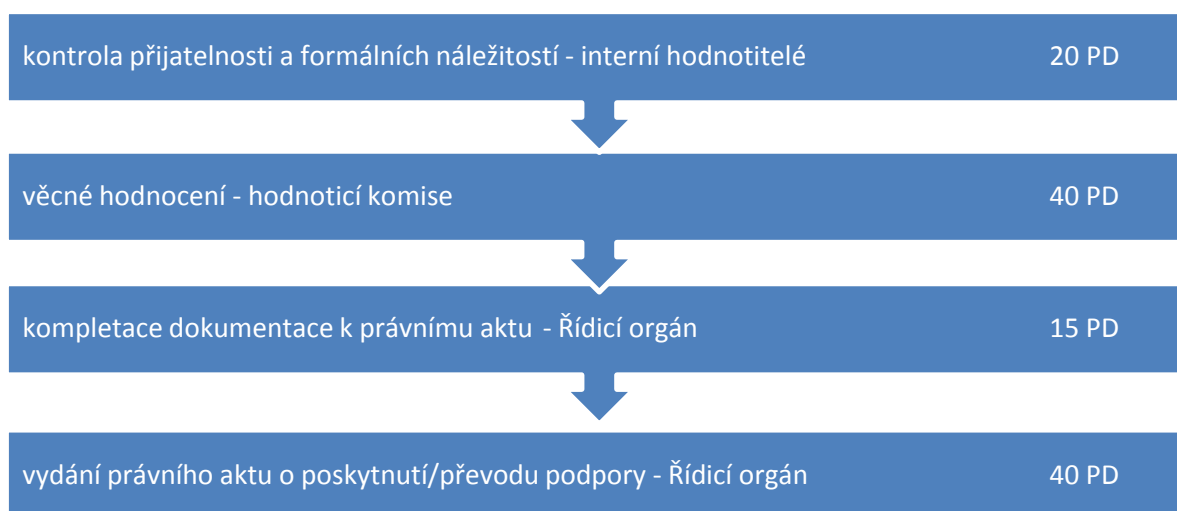 kontrola přijatelnosti a formálních náležitostí - interní hodnotitelé 20 PD
věcné hodnocení - hodnoticí komise 40 PD
kompletace dokumentace k právnímu aktu - Řídicí orgán 15 PD
vydání právního aktu o poskytnutí/převodu podpory - Řídicí orgán 40 PD